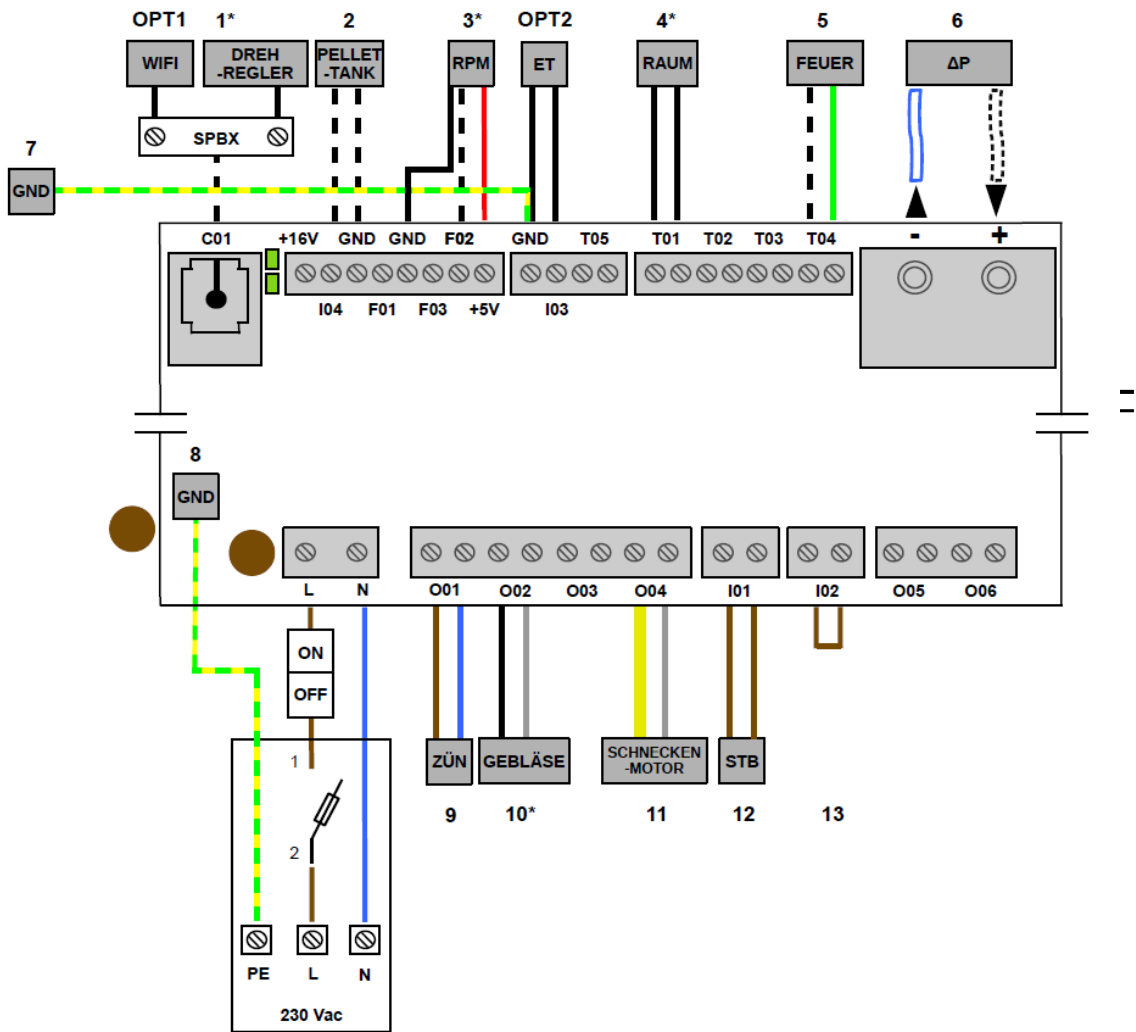 OPT1 1* 2 3* OPT2 4* 5 6
WIFI
DREH
-REGLER
PELLET
-TANK
RPM
ET
RAUM
FEUER
ΔP
SPBX
7
GND
C01 +16V GND GND F02 GND T05 T01 T02 T03 T04 - +
I04 F01 F03 +5V I03
8
GND
L N O01 O02 O03 O04 I01 I02 O05 O06
ON
OFF
ZÜN
GEBLÄSE
SCHNECKEN
-MOTOR
STB
1
9 10* 11 12 13
2
PE L N
230 Vac